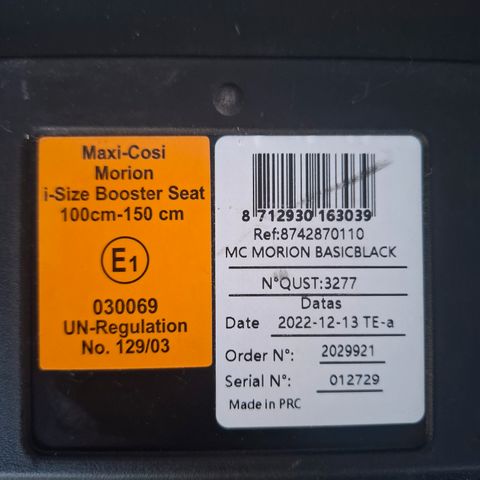 Maxi-Cosi
Morion
i-Size Booster Seat
100cm-150 cm
E1
030069
UN-Regulation
No. 129/03
8 712930 163039
Ref:8742870110
MC MORION BASICBLACK
N°QUST:3277
Datas
Date 2022-12-13 TE-a
Order N°: 2029921
Serial N°: 012729
Made in PRC